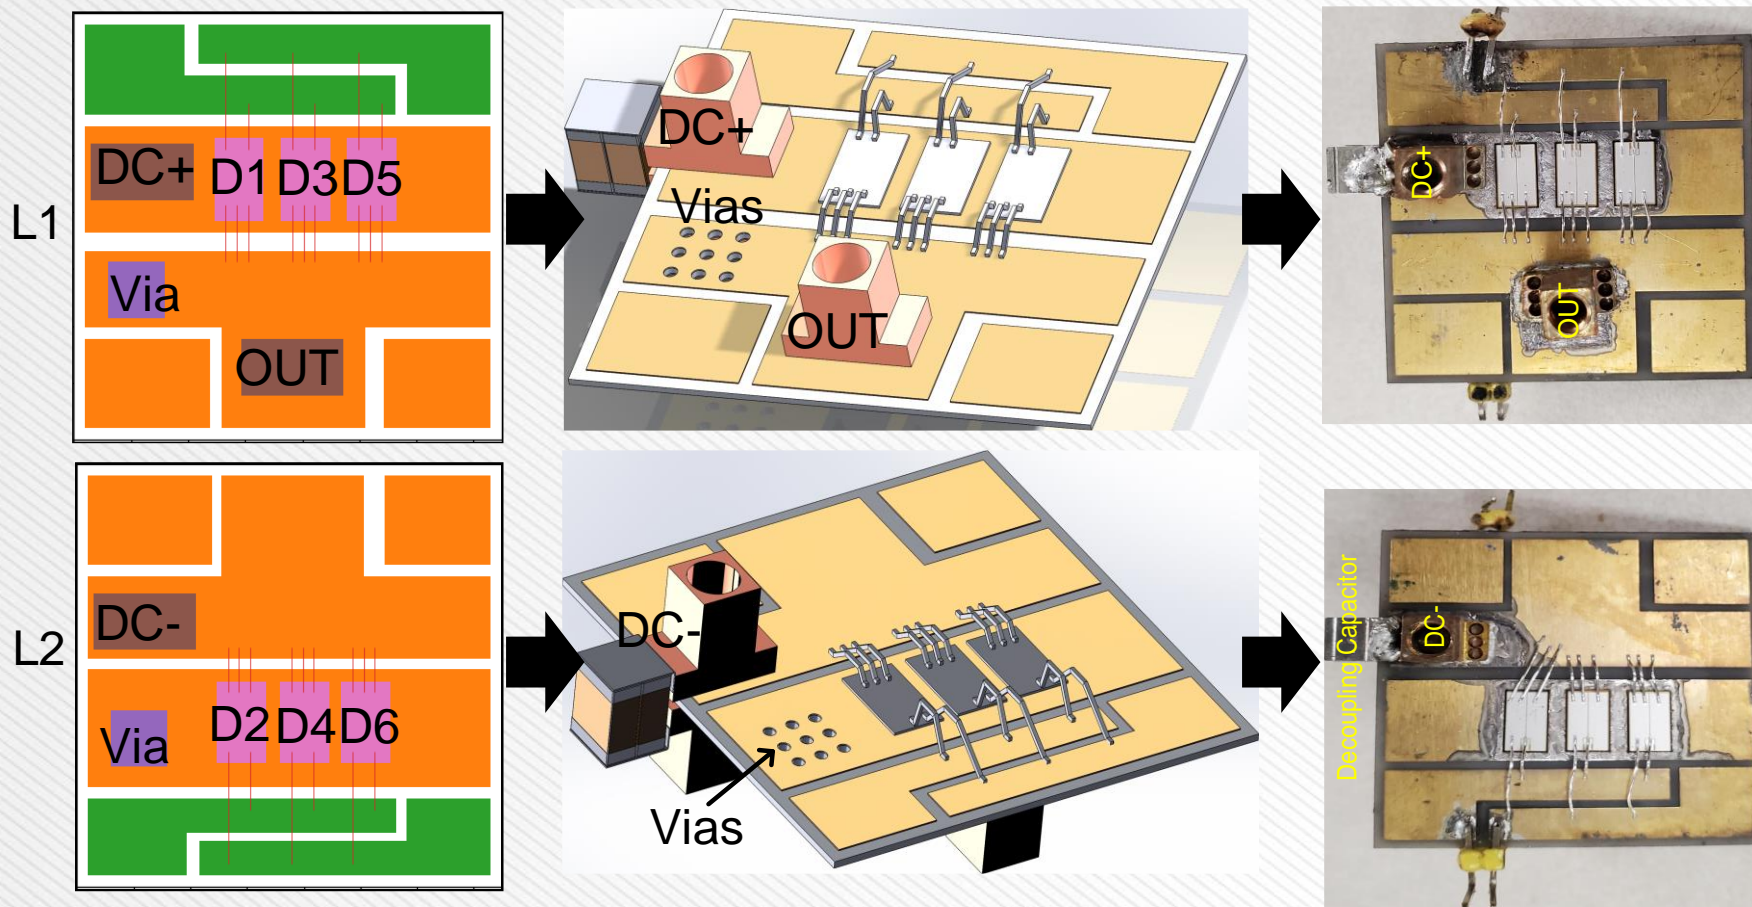 L1
DC+
D1
D3
D5
Via
OUT
DC+
Vias
OUT
DC+
OUT
L2
DC-
Via
D2
D4
D6
DC-
Vias
Decoupling Capacitor
DC-